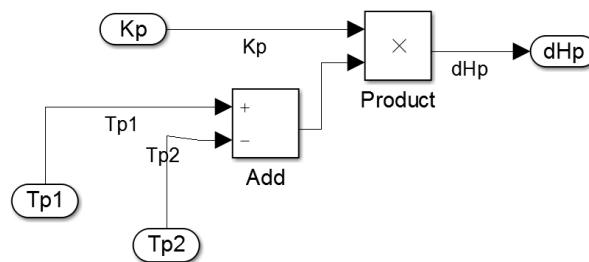 Kp
Kp
×
Product
dHp
dHp
Tp1
+
−
Add
Tp2
Tp1
Tp2